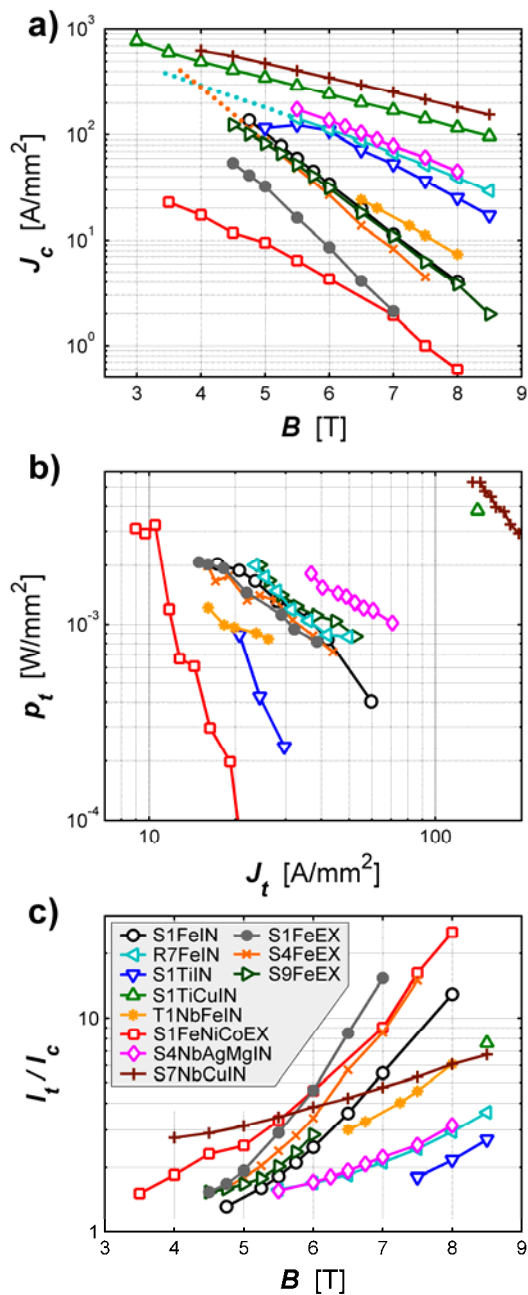 a)
10³
10²
10¹
10⁰
J_c [A/mm²]
3 4 5 6 7 8 9
B [T]
b)
10⁻³
10⁻⁴
p_t [W/mm²]
10 100
J_t [A/mm²]
c)
S1FeIN S1FeEX
R7FeIN S4FeEX
S1TiIN S9FeEX
S1TiCuIN
T1NbFeIN
S1FeNiCoEX
S4NbAgMgIN
S7NbCuIN
10
1
I_t / I_c
3 4 5 6 7 8 9
B [T]